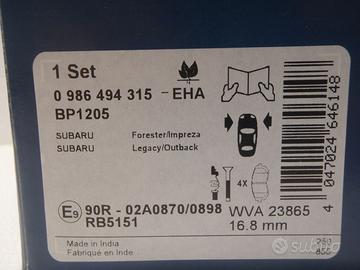 1 Set
0 986 494 315 -EHA
BP1205
SUBARU Forester/Impreza
SUBARU Legacy/Outback
4X
E9 90R - 02A0870/0898
RB5151
WVA 23865
16.8 mm
Made in India
Fabriqué en Inde
4 047024 646148
subito